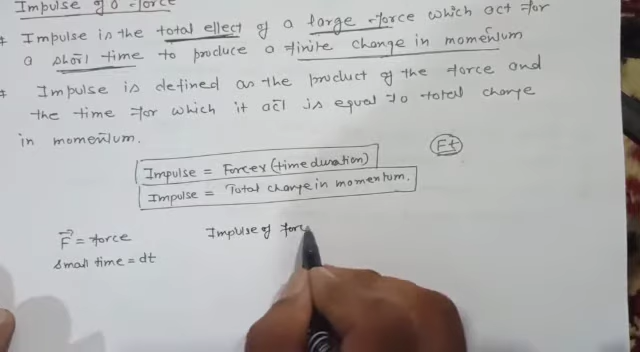 Impulse of a force
* Impulse is the total effect of a large force which act for
a short time to produce a finite change in momentum
* Impulse is defined as the product of the force and
the time for which it act is equal to total change
in momentum.
Impulse = Force x (time duration)
Ft
Impulse = Total change in momentum.
F⃗ = force
Impulse of forc
small time = dt